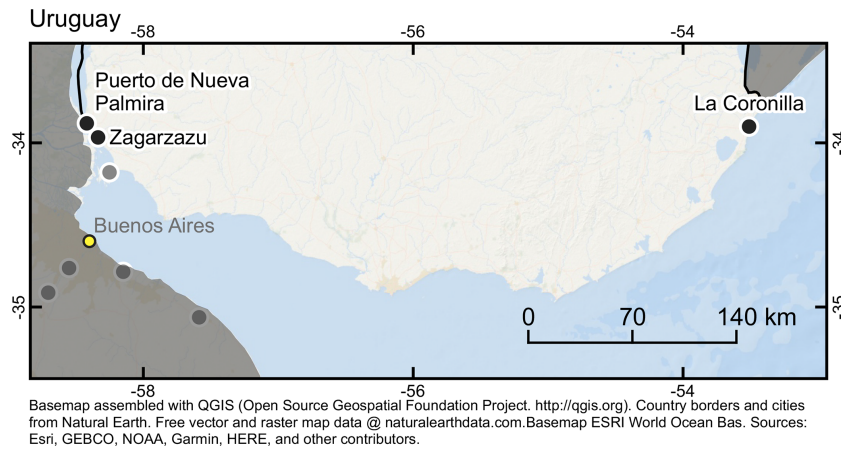 Uruguay
-58 -56 -54
Puerto de Nueva
Palmira
La Coronilla
Zagarzazu
-34 -34
Buenos Aires
-35 -35
0 70 140 km
-58 -56 -54
Basemap assembled with QGIS (Open Source Geospatial Foundation Project. http://qgis.org). Country borders and cities
from Natural Earth. Free vector and raster map data @ naturalearthdata.com.Basemap ESRI World Ocean Bas. Sources:
Esri, GEBCO, NOAA, Garmin, HERE, and other contributors.